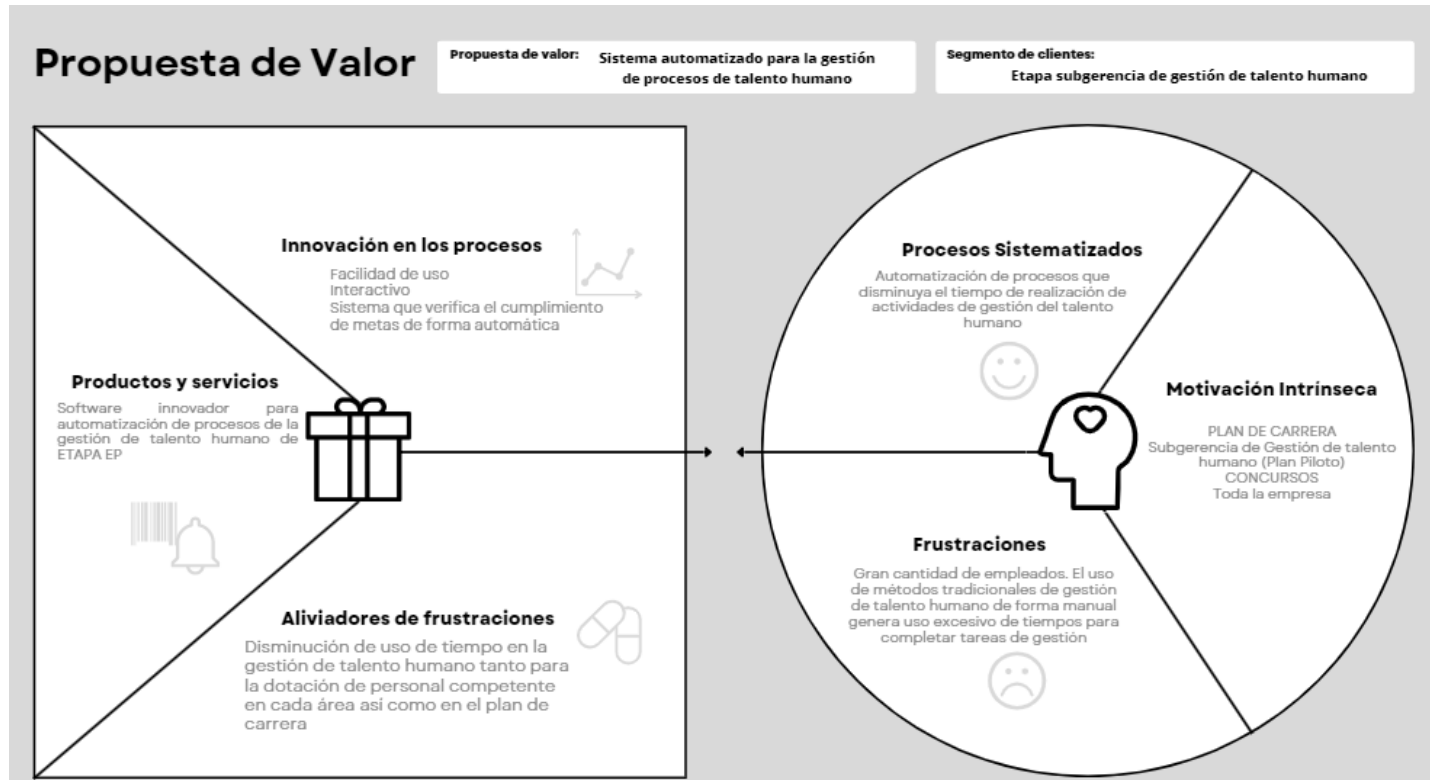 Propuesta de Valor
Propuesta de valor:
Sistema automatizado para la gestión
de procesos de talento humano
Segmento de clientes:
Etapa subgerencia de gestión de talento humano
Innovación en los procesos
Facilidad de uso
Interactivo
Sistema que verifica el cumplimiento
de metas de forma automática
Productos y servicios
Software innovador para
automatización de procesos de la
gestión de talento humano de
ETAPA EP
Aliviadores de frustraciones
Disminución de uso de tiempo en la
gestión de talento humano tanto para
la dotación de personal competente
en cada área así como en el plan de
carrera
Procesos Sistematizados
Automatización de procesos que
disminuya el tiempo de realización de
actividades de gestión del talento
humano
Motivación Intrínseca
PLAN DE CARRERA
Subgerencia de Gestión de talento
humano (Plan Piloto)
CONCURSOS
Toda la empresa
Frustraciones
Gran cantidad de empleados. El uso
de métodos tradicionales de gestión
de talento humano de forma manual
genera uso excesivo de tiempos para
completar tareas de gestión